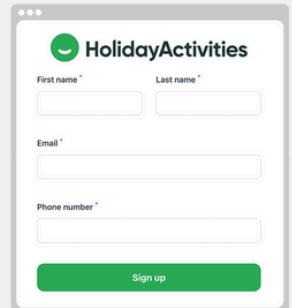 HolidayActivities
First name * Last name *
Email *
Phone number *
Sign up